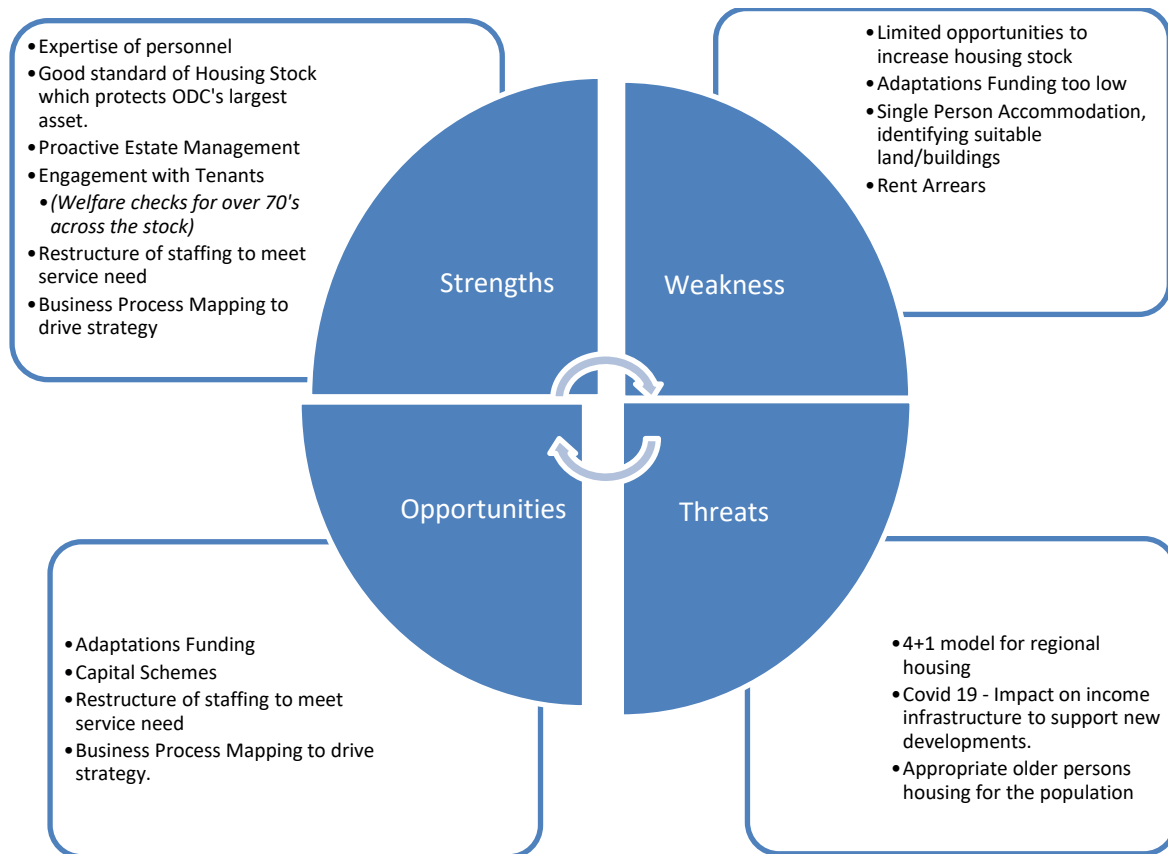 •Expertise of personnel
•Good standard of Housing Stock
which protects ODC's largest
asset.
•Proactive Estate Management
•Engagement with Tenants
•(Welfare checks for over 70's
across the stock)
•Restructure of staffing to meet
service need
•Business Process Mapping to
drive strategy
Strengths
•Limited opportunities to
increase housing stock
•Adaptations Funding too low
•Single Person Accommodation,
identifying suitable
land/buildings
•Rent Arrears
Weakness
Opportunities
•Adaptations Funding
•Capital Schemes
•Restructure of staffing to meet
service need
•Business Process Mapping to drive
strategy.
Threats
•4+1 model for regional
housing
•Covid 19 - Impact on income
infrastructure to support new
developments.
•Appropriate older persons
housing for the population